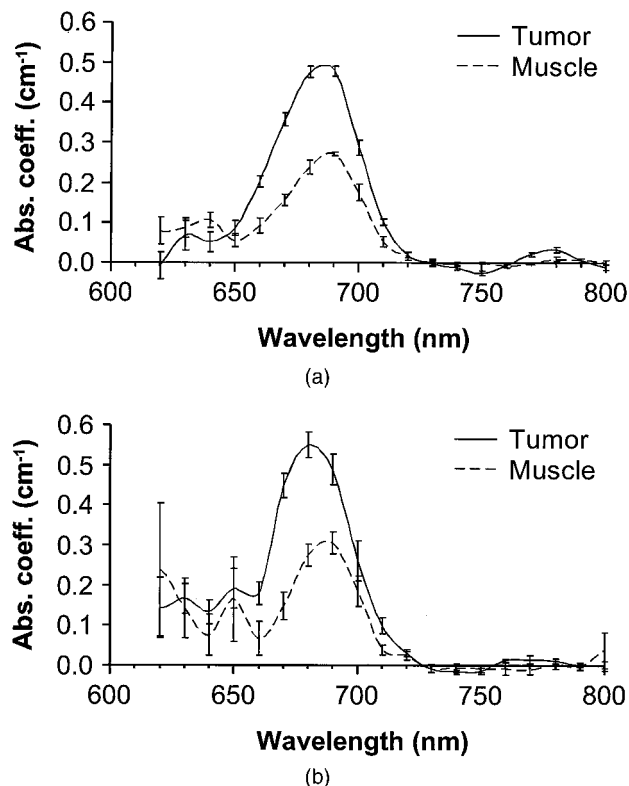 0.6
0.5
0.4
0.3
0.2
0.1
0.0
Abs. coeff. (cm⁻¹)
Tumor
Muscle
600 650 700 750 800
Wavelength (nm)
(a)
0.6
0.5
0.4
0.3
0.2
0.1
0.0
Abs. coeff. (cm⁻¹)
Tumor
Muscle
600 650 700 750 800
Wavelength (nm)
(b)